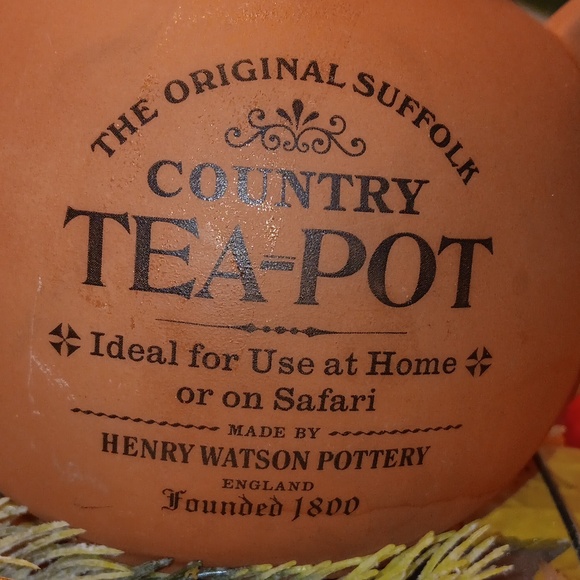 THE ORIGINAL SUFFOLK
COUNTRY
TEA=POT
Ideal for Use at Home
or on Safari
MADE BY
HENRY WATSON POTTERY
ENGLAND
Founded 1800